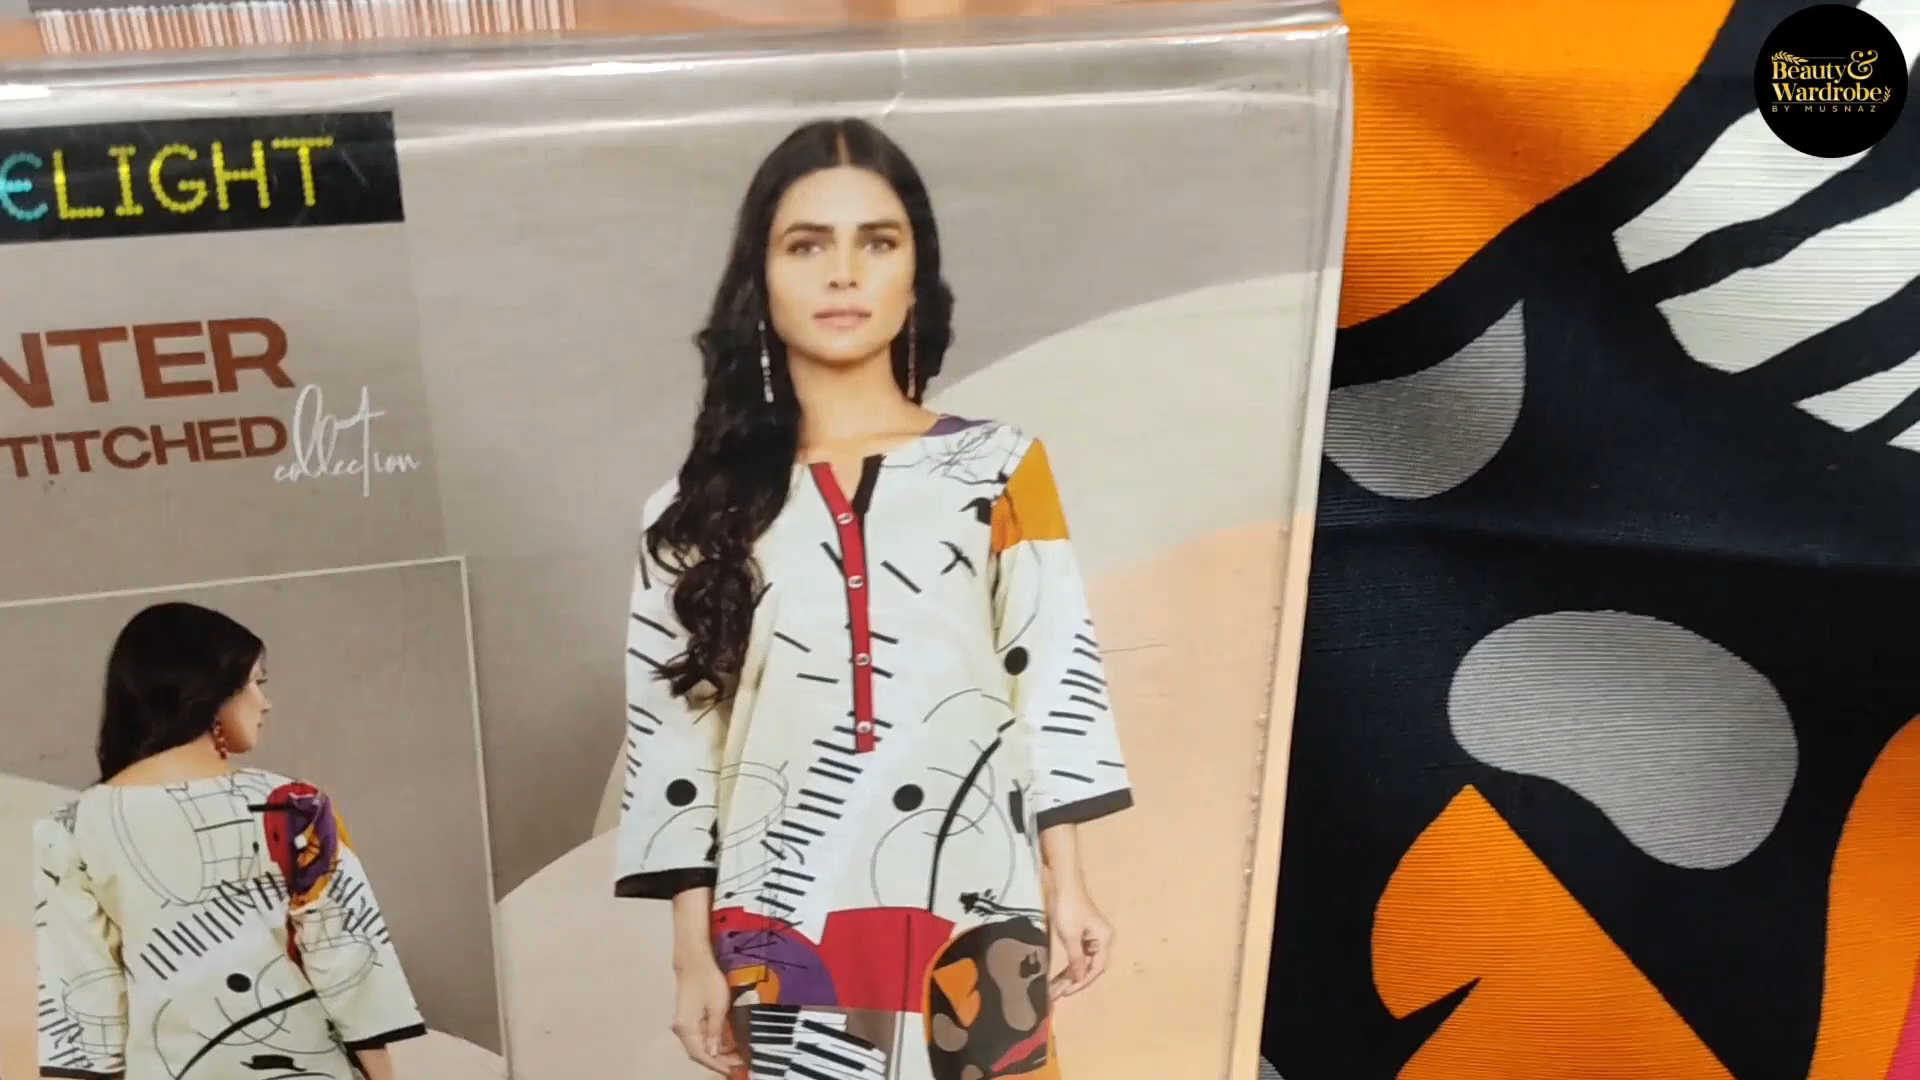 ELIGHT
NTER
TITCHED
collection
Beauty&
Wardrobe
BY MUSNAZ